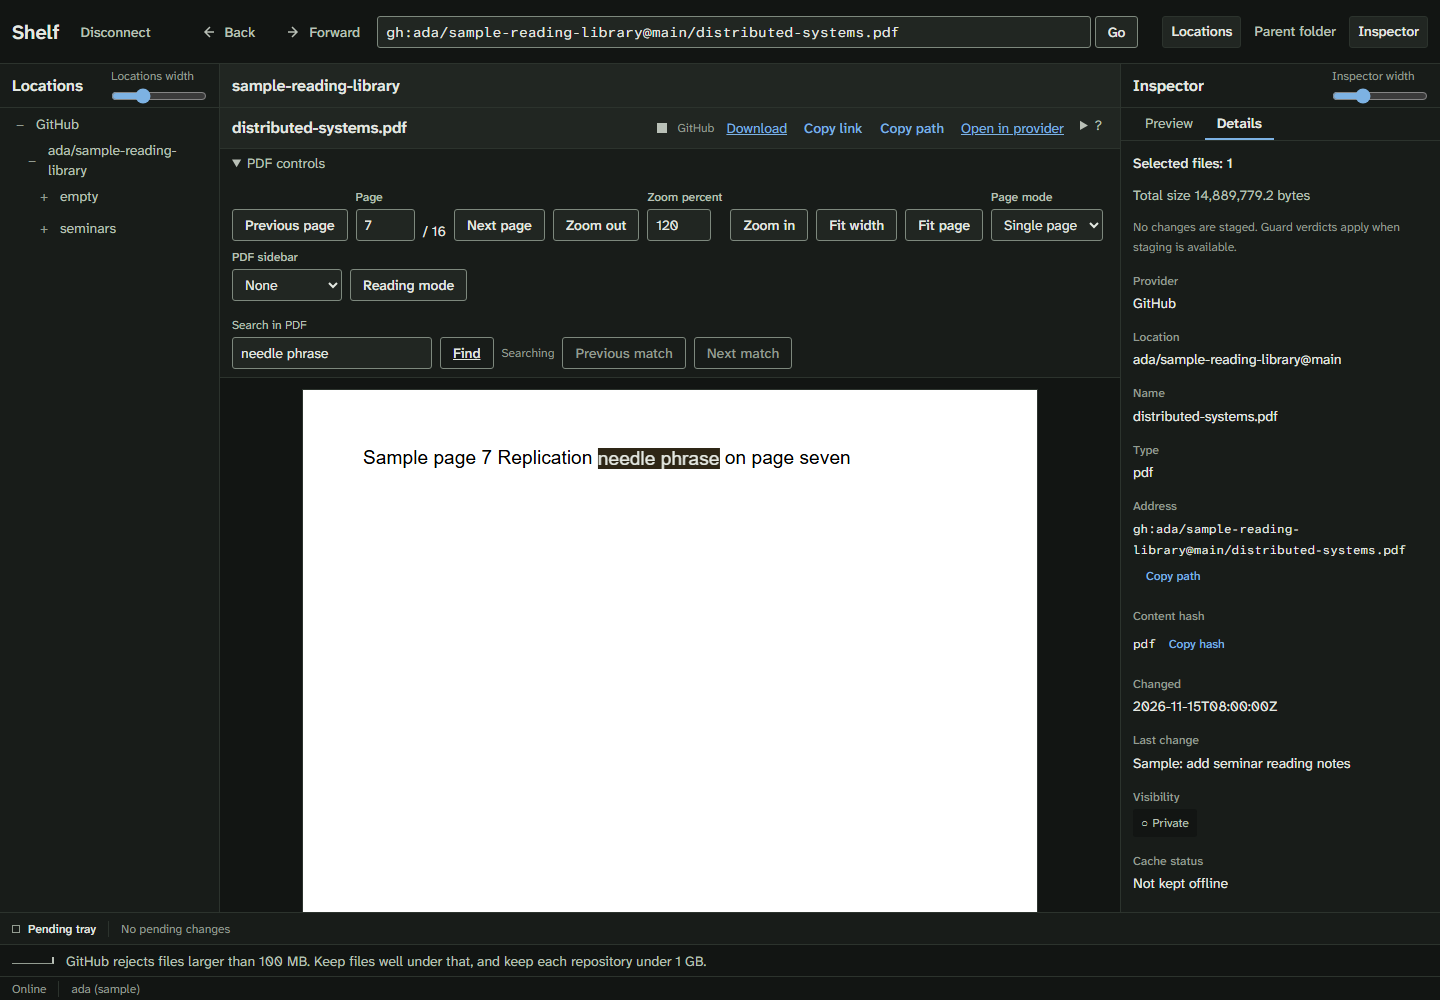 Shelf Disconnect Back Forward gh:ada/sample-reading-library@main/distributed-systems.pdf Go Locations Parent folder Inspector
Locations Locations width
GitHub
ada/sample-reading-
library
empty
seminars
sample-reading-library
distributed-systems.pdf GitHub Download Copy link Copy path Open in provider ?
PDF controls
Page Zoom percent Page mode
Previous page 7 / 16 Next page Zoom out 120 Zoom in Fit width Fit page Single page
PDF sidebar
None Reading mode
Search in PDF
needle phrase Find Searching Previous match Next match
Sample page 7 Replication needle phrase on page seven
Inspector Inspector width
Preview Details
Selected files: 1
Total size 14,889,779.2 bytes
No changes are staged. Guard verdicts apply when
staging is available.
Provider
GitHub
Location
ada/sample-reading-library@main
Name
distributed-systems.pdf
Type
pdf
Address
gh:ada/sample-reading-
library@main/distributed-systems.pdf
Copy path
Content hash
pdf Copy hash
Changed
2026-11-15T08:00:00Z
Last change
Sample: add seminar reading notes
Visibility
Private
Cache status
Not kept offline
Pending tray No pending changes
GitHub rejects files larger than 100 MB. Keep files well under that, and keep each repository under 1 GB.
Online ada (sample)